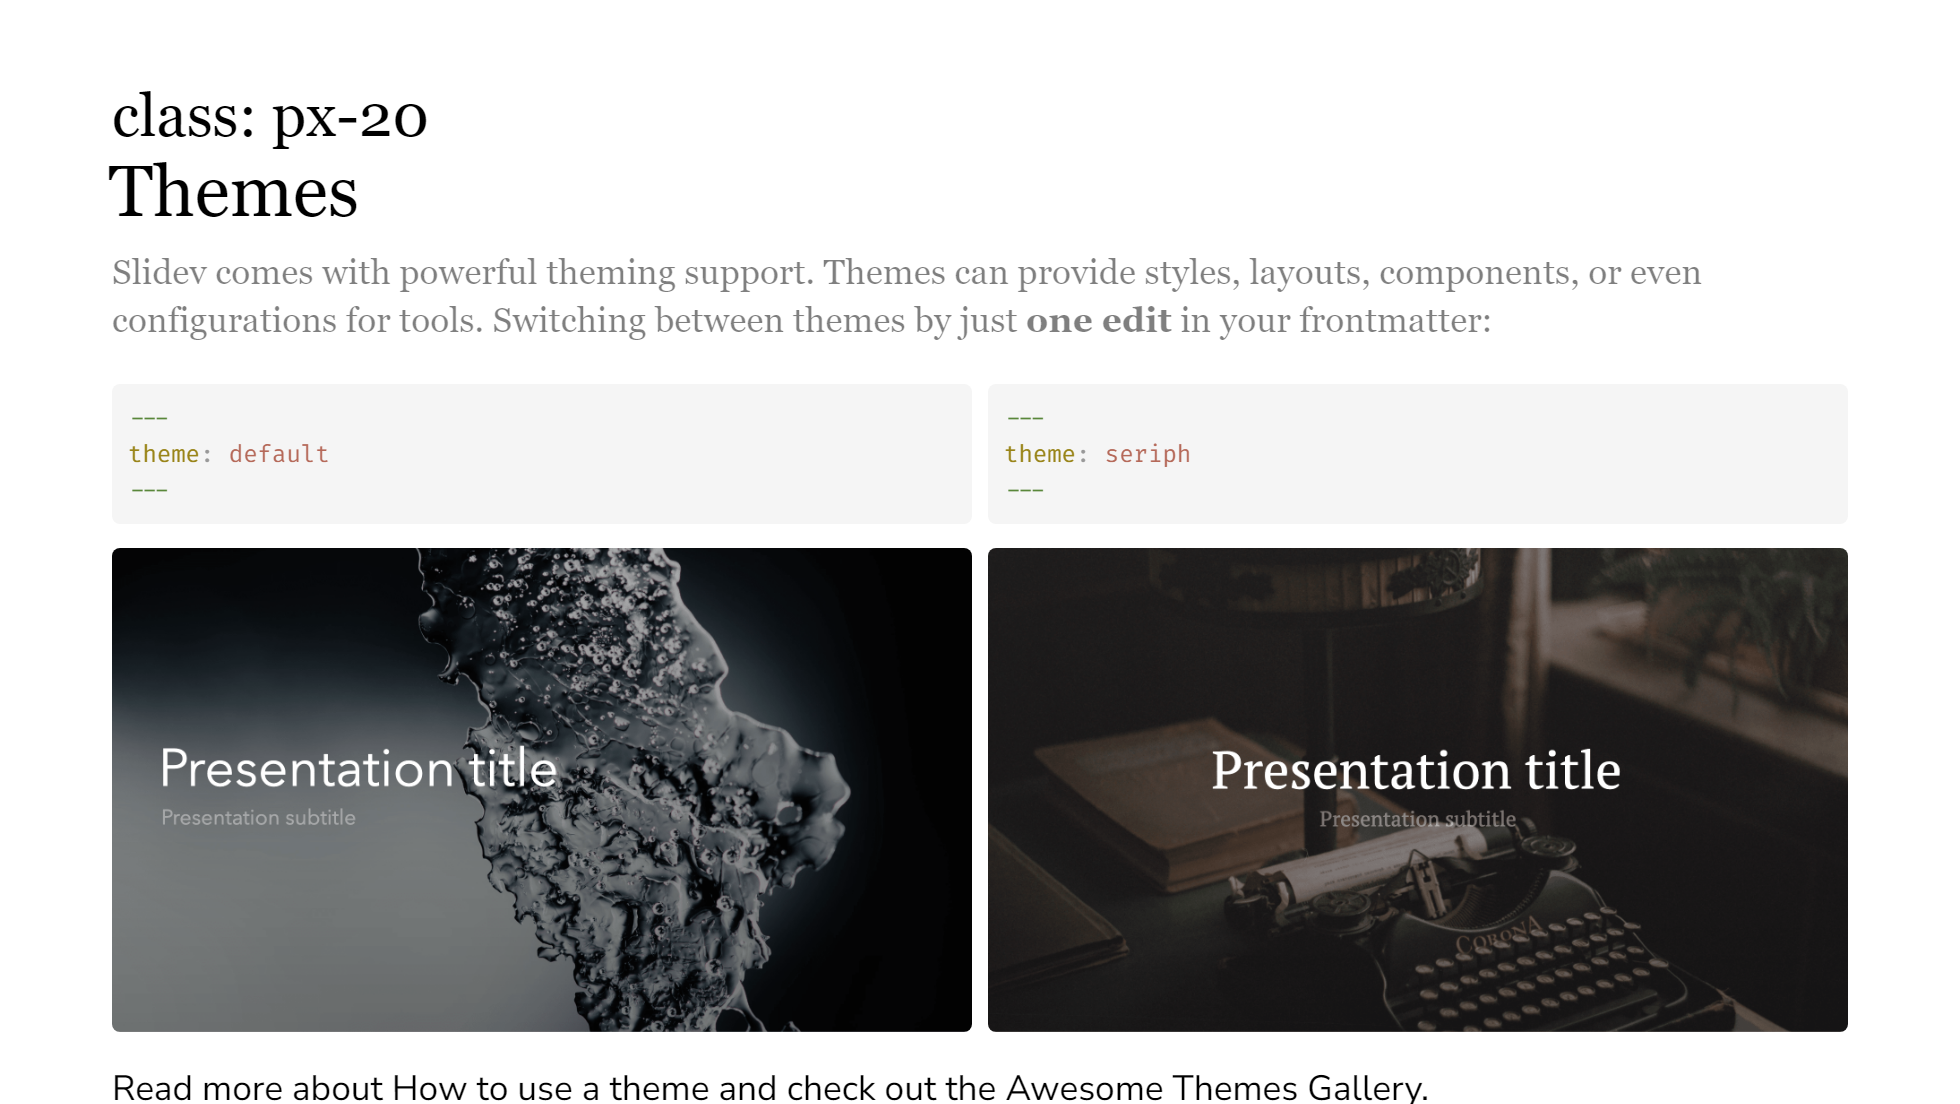 class: px-20
Themes
Slidev comes with powerful theming support. Themes can provide styles, layouts, components, or even
configurations for tools. Switching between themes by just one edit in your frontmatter:
---
theme: default
---
---
theme: seriph
---
Presentation title
Presentation subtitle
Presentation title
Presentation subtitle
CORONA
Read more about How to use a theme and check out the Awesome Themes Gallery.